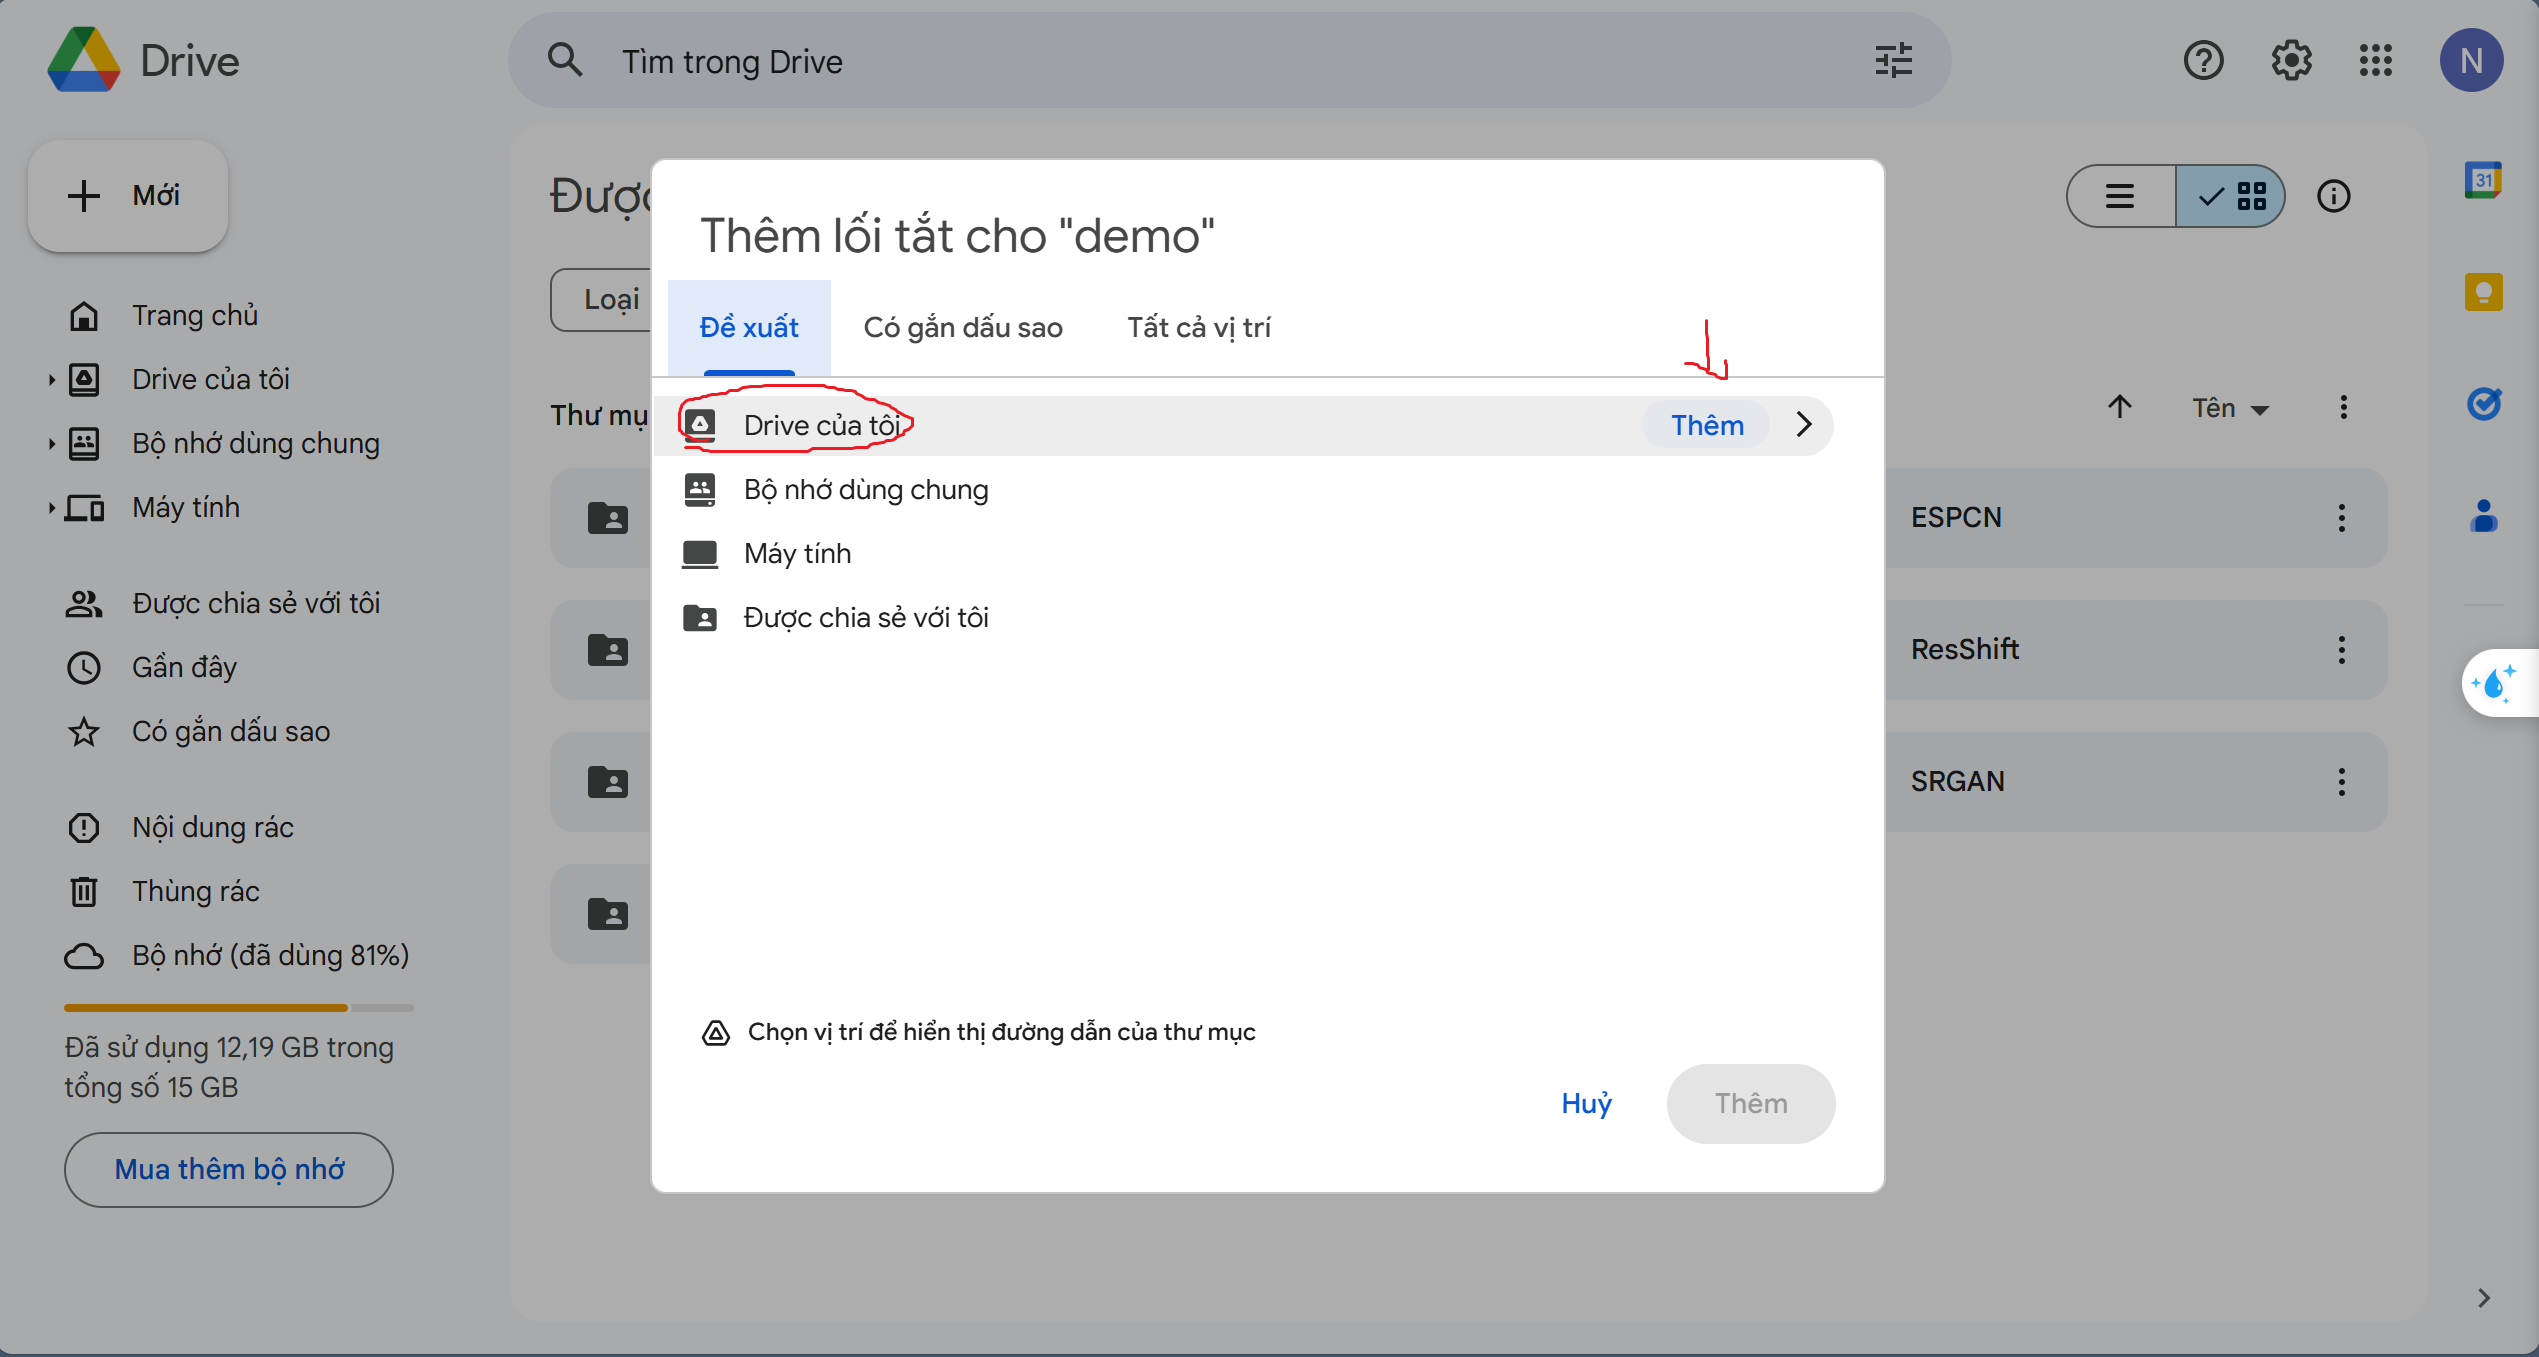 Drive
Tìm trong Drive
N
Mới
Trang chủ
Drive của tôi
Bộ nhớ dùng chung
Máy tính
Được chia sẻ với tôi
Gần đây
Có gắn dấu sao
Nội dung rác
Thùng rác
Bộ nhớ (đã dùng 81%)
Đã sử dụng 12,19 GB trong
tổng số 15 GB
Mua thêm bộ nhớ
Được
Loại
Thư mụ
Tên
ESPCN
ResShift
SRGAN
Thêm lối tắt cho "demo"
Đề xuất
Có gắn dấu sao
Tất cả vị trí
Drive của tôi
Thêm
Bộ nhớ dùng chung
Máy tính
Được chia sẻ với tôi
Chọn vị trí để hiển thị đường dẫn của thư mục
Huỷ
Thêm
31